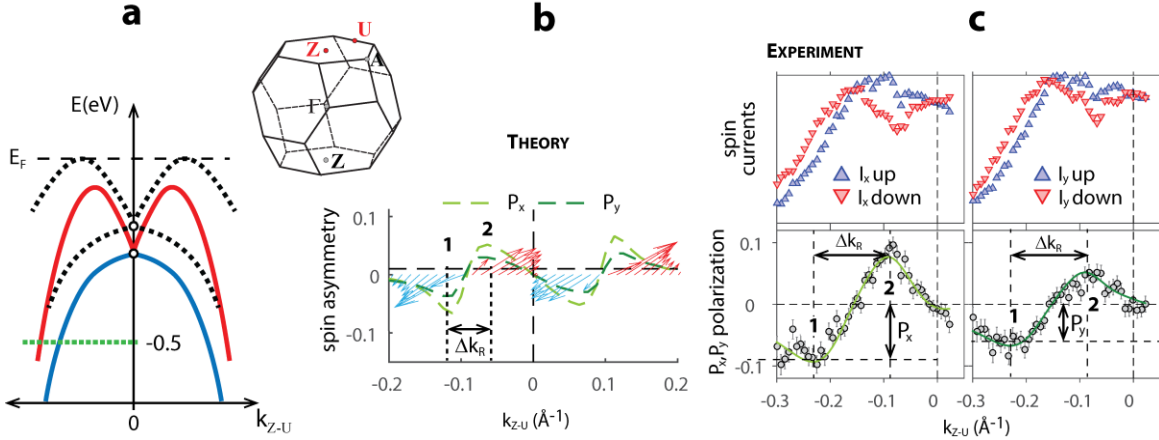 a
E(eV)
E_F
-0.5
0
k_Z-U
Z
U
A
Γ
Z
b
THEORY
P_x
P_y
spin asymmetry
0.1
0
-0.1
1
2
Δk_R
-0.2
-0.1
0
0.1
0.2
k_Z-U (Å⁻¹)
c
EXPERIMENT
spin
currents
I_x up
I_x down
I_y up
I_y down
P_x,P_y polarization
0.1
0
-0.1
Δk_R
1
2
P_x
Δk_R
1
2
P_y
-0.3
-0.2
-0.1
0
-0.3
-0.2
-0.1
0
k_Z-U (Å⁻¹)